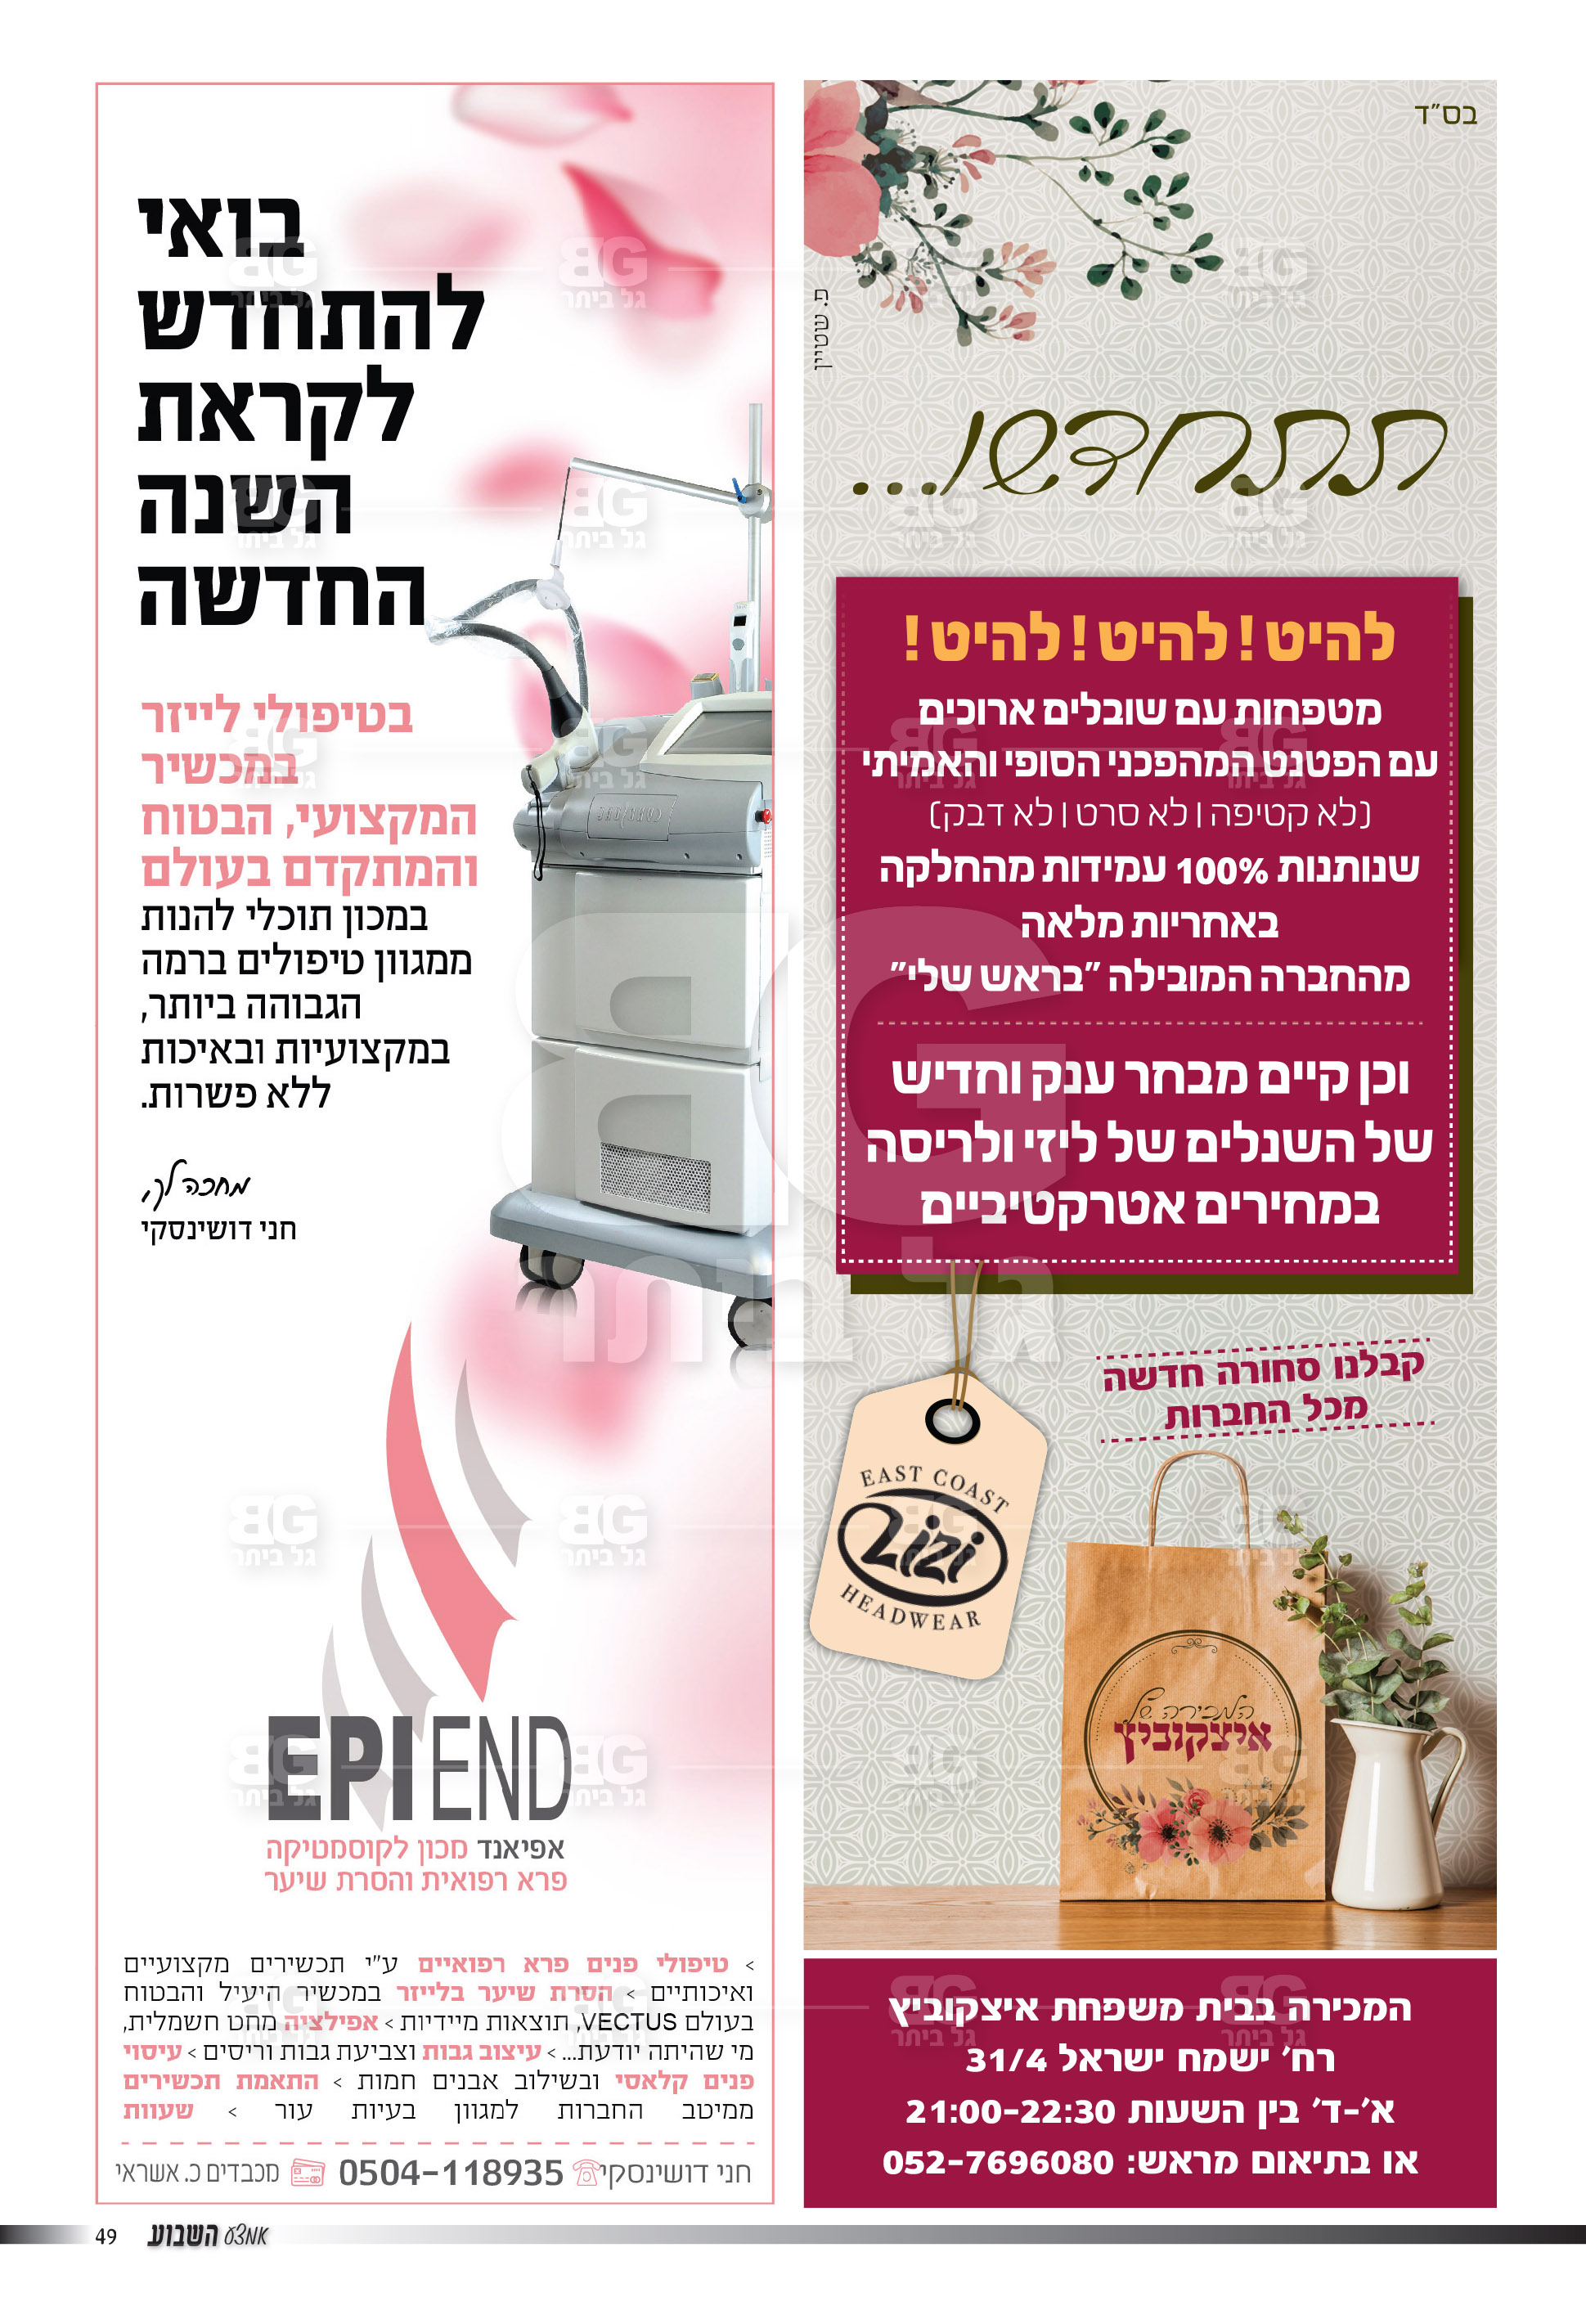 בס"ד
פ. שטיין
תתחדשו...
להיט! להיט! להיט!
מטפחות עם שובלים ארוכים
עם הפטנט המהפכני הסופי והאמיתי
(לא קטיפה | לא סרט | לא דבק)
שנותנות 100% עמידות מהחלקה
באחריות מלאה
מהחברה המובילה "בראש שלי"
וכן קיים מבחר ענק וחדיש
של השנלים של ליזי ולריסה
במחירים אטרקטיביים
קבלנו סחורה חדשה
מכל החברות
EAST COAST
Lizi
HEADWEAR
המכירה של
איצקוביץ
המכירה בבית משפחת איצקוביץ
רח' ישמח ישראל 31/4
א'-ד' בין השעות 21:00-22:30
או בתיאום מראש: 052-7696080
בואי
להתחדש
לקראת
השנה
החדשה
בטיפולי לייזר
במכשיר
המקצועי, הבטוח
והמתקדם בעולם
במכון תוכלי להנות
ממגוון טיפולים ברמה
הגבוהה ביותר,
במקצועיות ובאיכות
ללא פשרות.
מחכה לך,
חני דושינסקי
EPIEND
אפיאנד מכון לקוסמטיקה
פרא רפואית והסרת שיער
> טיפולי פנים פרא רפואיים ע"י תכשירים מקצועיים
ואיכותיים > הסרת שיער בלייזר במכשיר היעיל והבטוח
בעולם VECTUS, תוצאות מיידיות > אפילציה מחט חשמלית,
מי שהיתה יודעת... > עיצוב גבות וצביעת גבות וריסים > עיסוי
פנים קלאסי ובשילוב אבנים חמות > התאמת תכשירים
ממיטב החברות למגוון בעיות עור > שעוות
חני דושינסקי 0504-118935 מכבדים כ. אשראי
אמצע השבוע 49
BG
גל ביתר